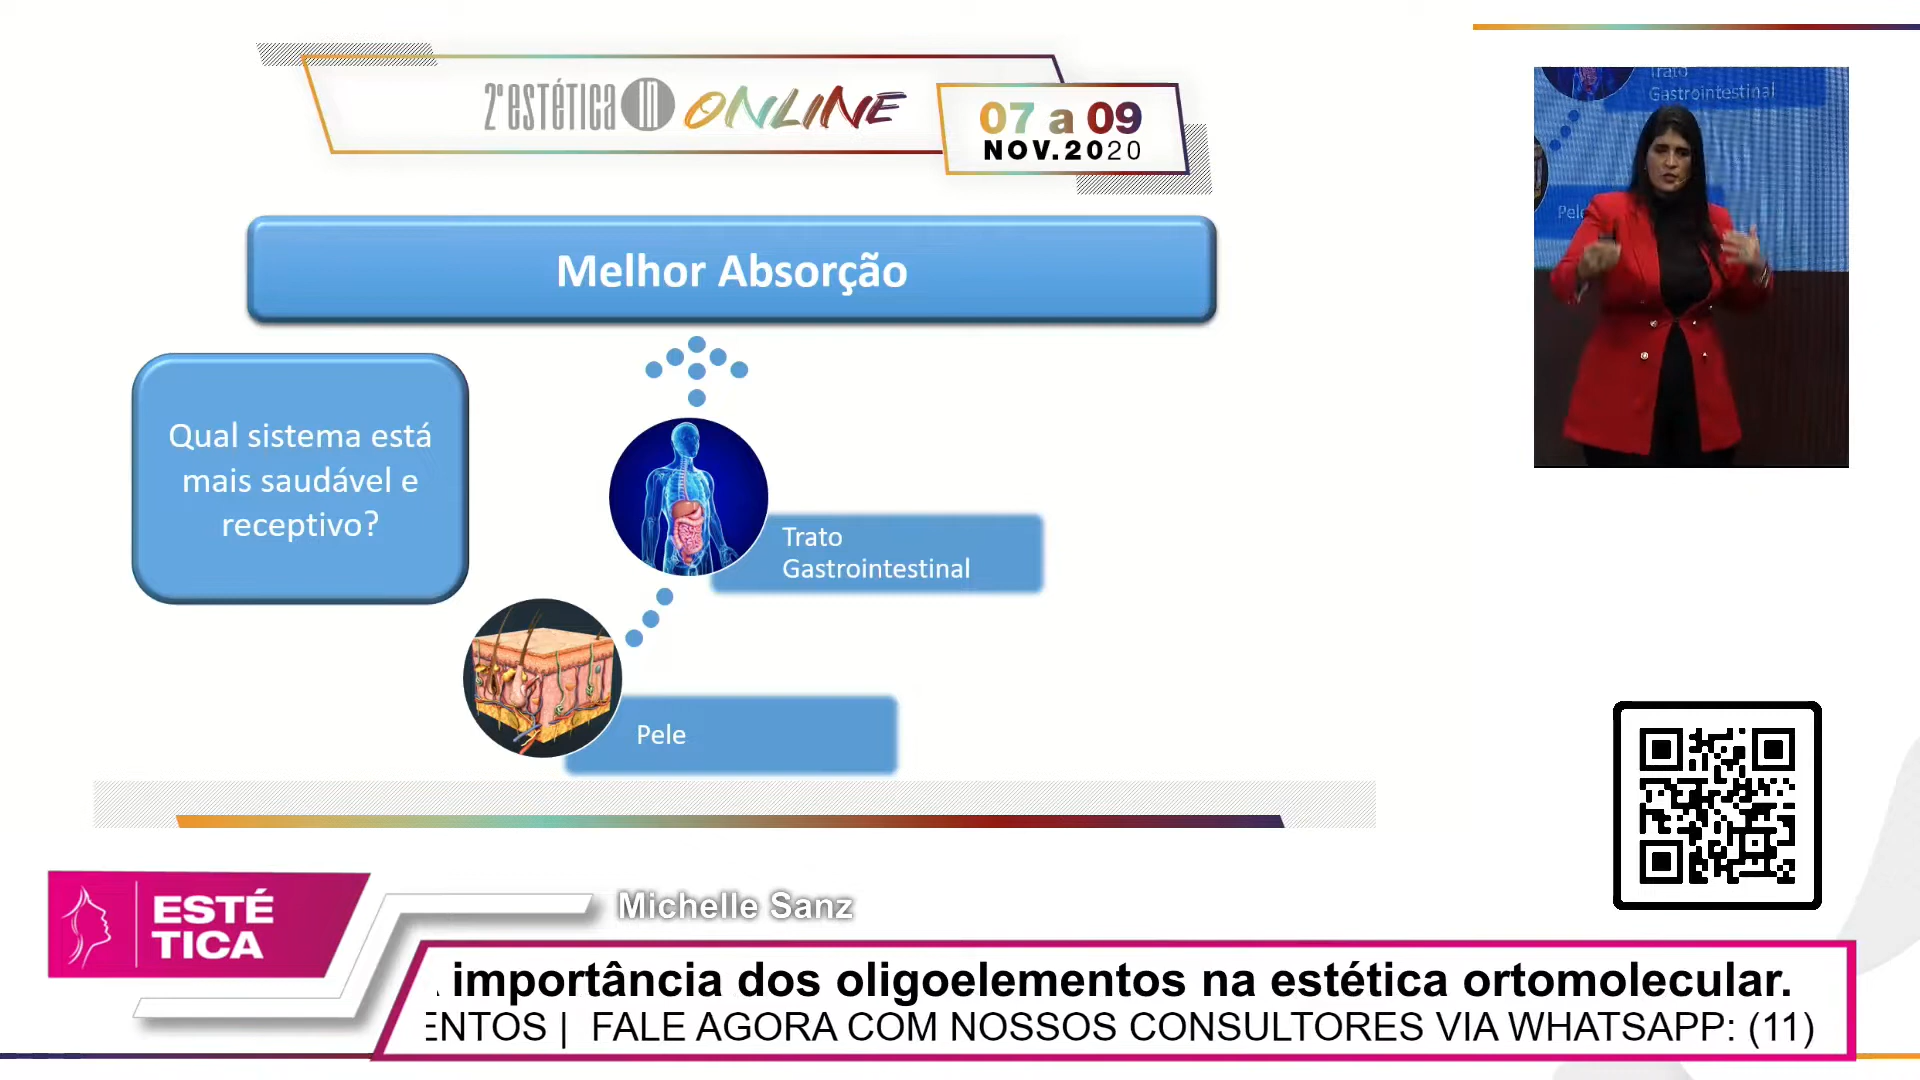 2ª estética IN ONLINE
07 a 09
NOV.2020
Melhor Absorção
Qual sistema está
mais saudável e
receptivo?
Trato
Gastrointestinal
Pele
Trato
Gastrointestinal
Michelle Sanz
ESTÉ
TICA
importância dos oligoelementos na estética ortomolecular.
ENTOS | FALE AGORA COM NOSSOS CONSULTORES VIA WHATSAPP: (11)